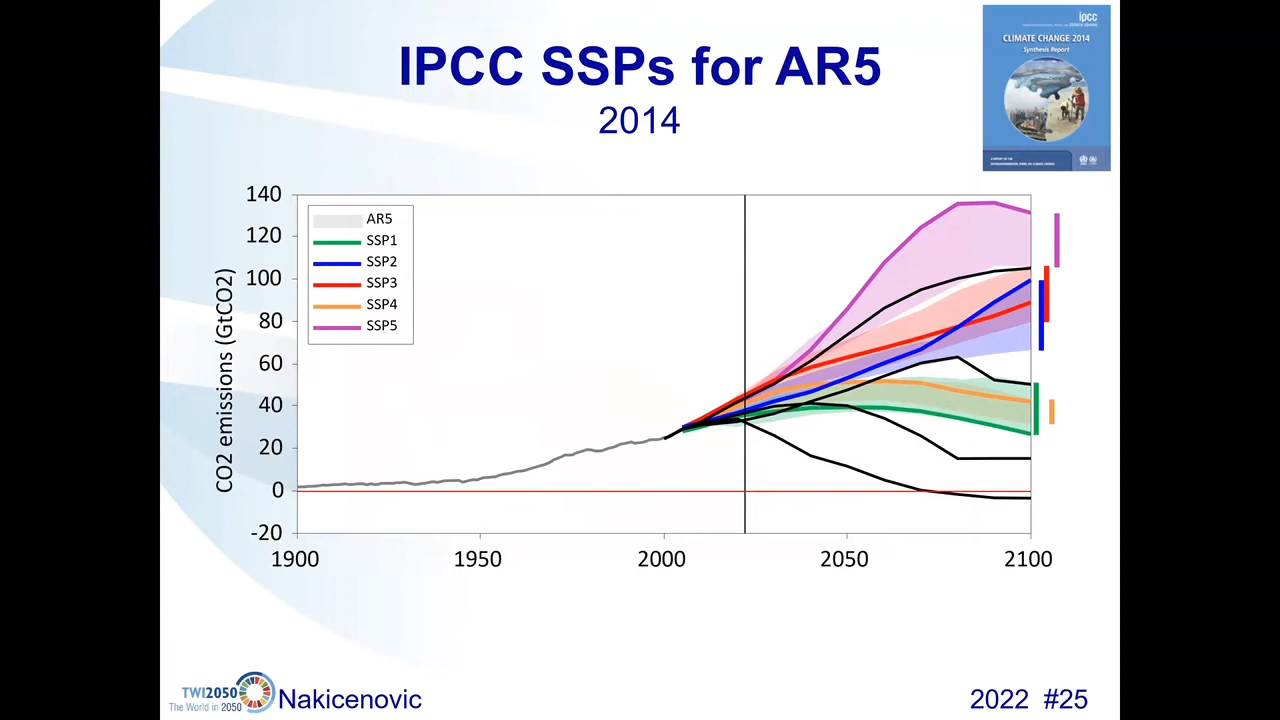 IPCC SSPs for AR5
2014
ipcc
CLIMATE CHANGE 2014
Synthesis Report
CO2 emissions (GtCO2)
140
120
100
80
60
40
20
0
-20
1900
1950
2000
2050
2100
AR5
SSP1
SSP2
SSP3
SSP4
SSP5
TWI2050
The World in 2050
Nakicenovic
2022 #25